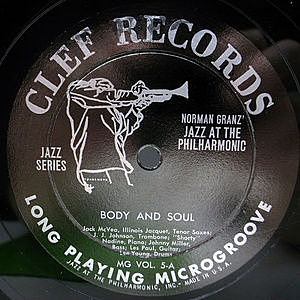 CLEF RECORDS
NORMAN GRANZ'
JAZZ AT THE
PHILHARMONIC
JAZZ
SERIES
BODY AND SOUL
Jack McVea, Illinois Jacquet, Tenor Saxes,
J. J. Johnson, Trombone; "Shorty"
Nadine, Piano; Johnny Miller,
Bass; Les Paul, Guitar;
Lee Young, Drums
MG VOL. 5-A
LONG PLAYING MICROGROOVE
JAZZ AT THE PHILHARMONIC, INC.- MADE IN U.S.A.